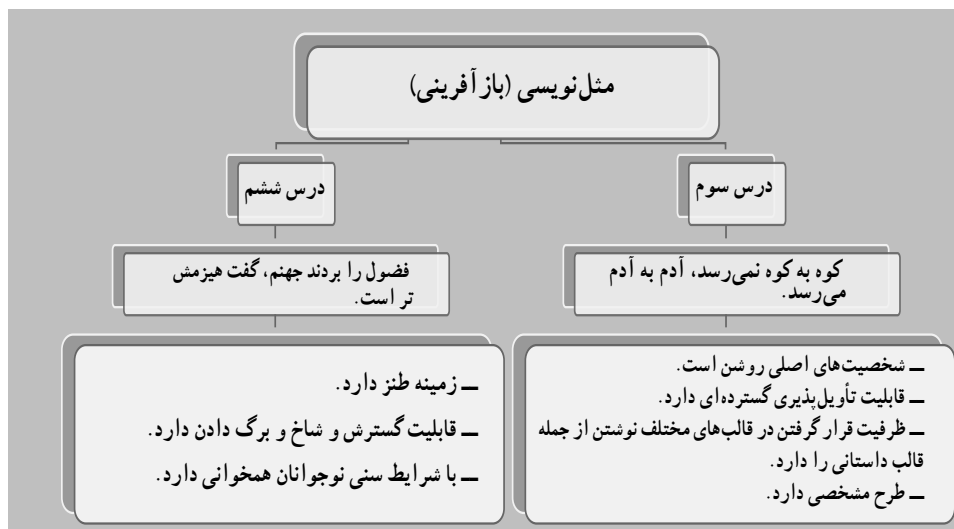 مثل‌نویسی (بازآفرینی)
درس سوم
درس ششم
کوه به کوه نمی‌رسد، آدم به آدم
می‌رسد.
فضول را بردند جهنم، گفت هیزمش
تر است.
ــ شخصیت‌های اصلی روشن است.
ــ قابلیت تأویل‌پذیری گسترده‌ای دارد.
ــ ظرفیت قرار گرفتن در قالب‌های مختلف نوشتن از جمله
قالب داستانی را دارد.
ــ طرح مشخصی دارد.
ــ زمینه طنز دارد.
ــ قابلیت گسترش و شاخ و برگ دادن دارد.
ــ با شرایط سنی نوجوانان همخوانی دارد.